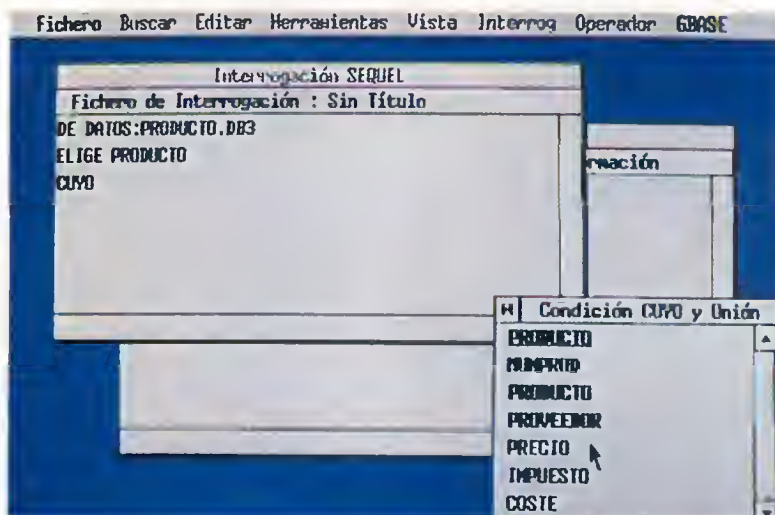 Fichero Buscar Editar Herramientas Vista Interrog Operador GBASE
Interrogación SEQUEL
Fichero de Interrogación : Sin Título
DE DATOS:PRODUCTO.DB3
ELIGE PRODUCTO
CUYO
rmación
Condición CUYO y Unión
PRODUCTO
NUMPROD
PRODUCTO
PROVEEDOR
PRECIO
IMPUESTO
COSTE